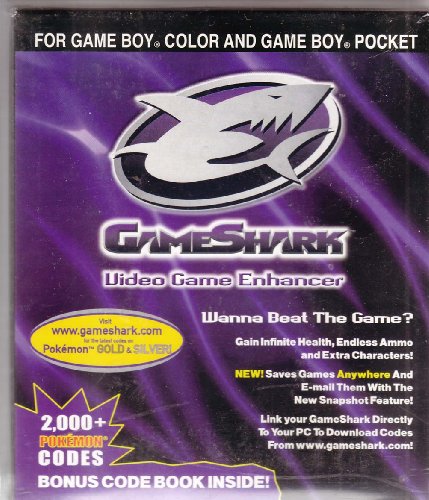 FOR GAME BOY® COLOR AND GAME BOY® POCKET
GAMESHARK
Video Game Enhancer
Visit
www.gameshark.com
for the latest codes on
Pokémon™ GOLD & SILVER!
Wanna Beat The Game?
Gain Infinite Health, Endless Ammo
and Extra Characters!
NEW! Saves Games Anywhere And
E-mail Them With The
New Snapshot Feature!
Link your GameShark Directly
To Your PC To Download Codes
From www.gameshark.com!
2,000+
POKÉMON™
CODES
BONUS CODE BOOK INSIDE!